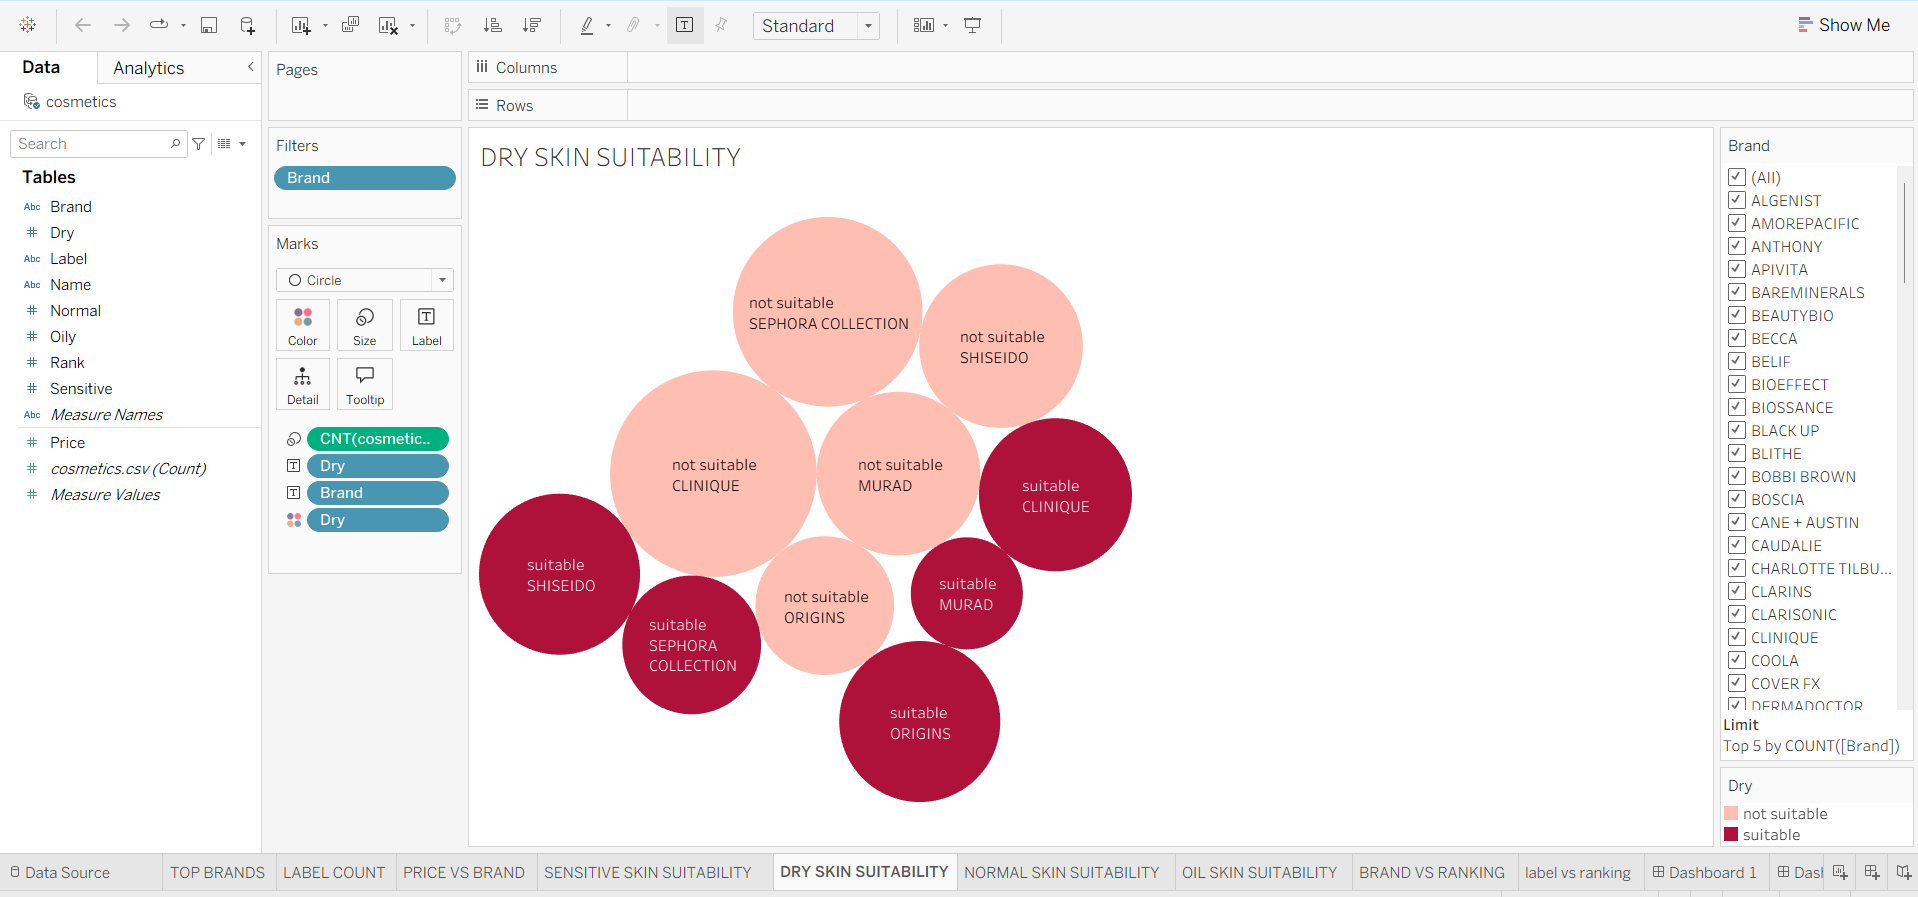 Standard
Show Me
Data
Analytics
cosmetics
Search
Tables
Abc Brand
# Dry
Abc Label
Abc Name
# Normal
# Oily
# Rank
# Sensitive
Abc Measure Names
# Price
# cosmetics.csv (Count)
# Measure Values
Pages
Filters
Brand
Marks
Circle
Color
Size
Label
Detail
Tooltip
CNT(cosmetic..
Dry
Brand
Dry
Columns
Rows
DRY SKIN SUITABILITY
not suitable
SEPHORA COLLECTION
not suitable
SHISEIDO
not suitable
CLINIQUE
not suitable
MURAD
suitable
CLINIQUE
suitable
SHISEIDO
not suitable
ORIGINS
suitable
MURAD
suitable
SEPHORA
COLLECTION
suitable
ORIGINS
Brand
(All)
ALGENIST
AMOREPACIFIC
ANTHONY
APIVITA
BAREMINERALS
BEAUTYBIO
BECCA
BELIF
BIOEFFECT
BIOSSANCE
BLACK UP
BLITHE
BOBBI BROWN
BOSCIA
CANE + AUSTIN
CAUDALIE
CHARLOTTE TILBU...
CLARINS
CLARISONIC
CLINIQUE
COOLA
COVER FX
DERMADOCTOR
Limit
Top 5 by COUNT([Brand])
Dry
not suitable
suitable
Data Source
TOP BRANDS
LABEL COUNT
PRICE VS BRAND
SENSITIVE SKIN SUITABILITY
DRY SKIN SUITABILITY
NORMAL SKIN SUITABILITY
OIL SKIN SUITABILITY
BRAND VS RANKING
label vs ranking
Dashboard 1
Dash